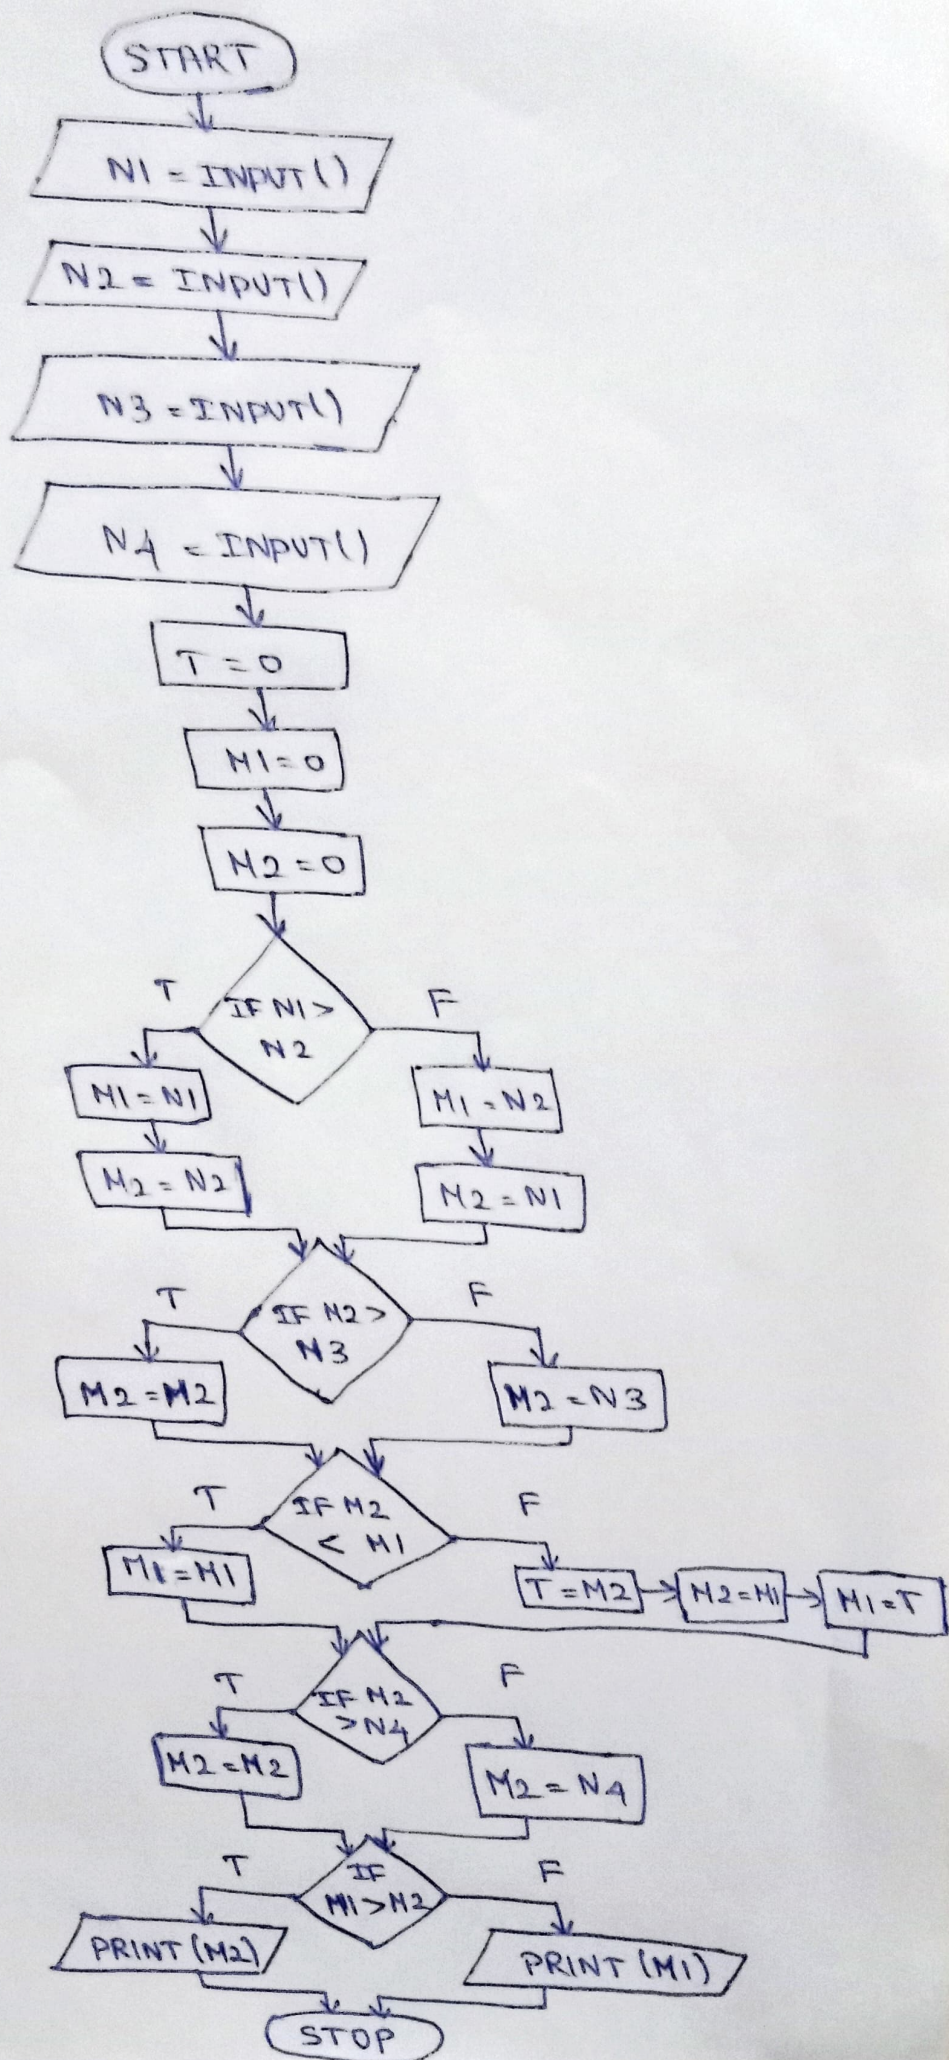 START
N1 = INPUT()
N2 = INPUT()
N3 = INPUT()
N4 = INPUT()
T = 0
M1 = 0
M2 = 0
T
IF N1 >
N2
F
M1 = N1
M1 = N2
M2 = N2
M2 = N1
T
IF M2 >
N3
F
M2 = M2
M2 = N3
T
IF M2
< M1
F
M1 = M1
T = M2
M2 = M1
M1 = T
T
IF M2
> N4
F
M2 = M2
M2 = N4
T
IF
M1 > M2
F
PRINT (M2)
PRINT (M1)
STOP